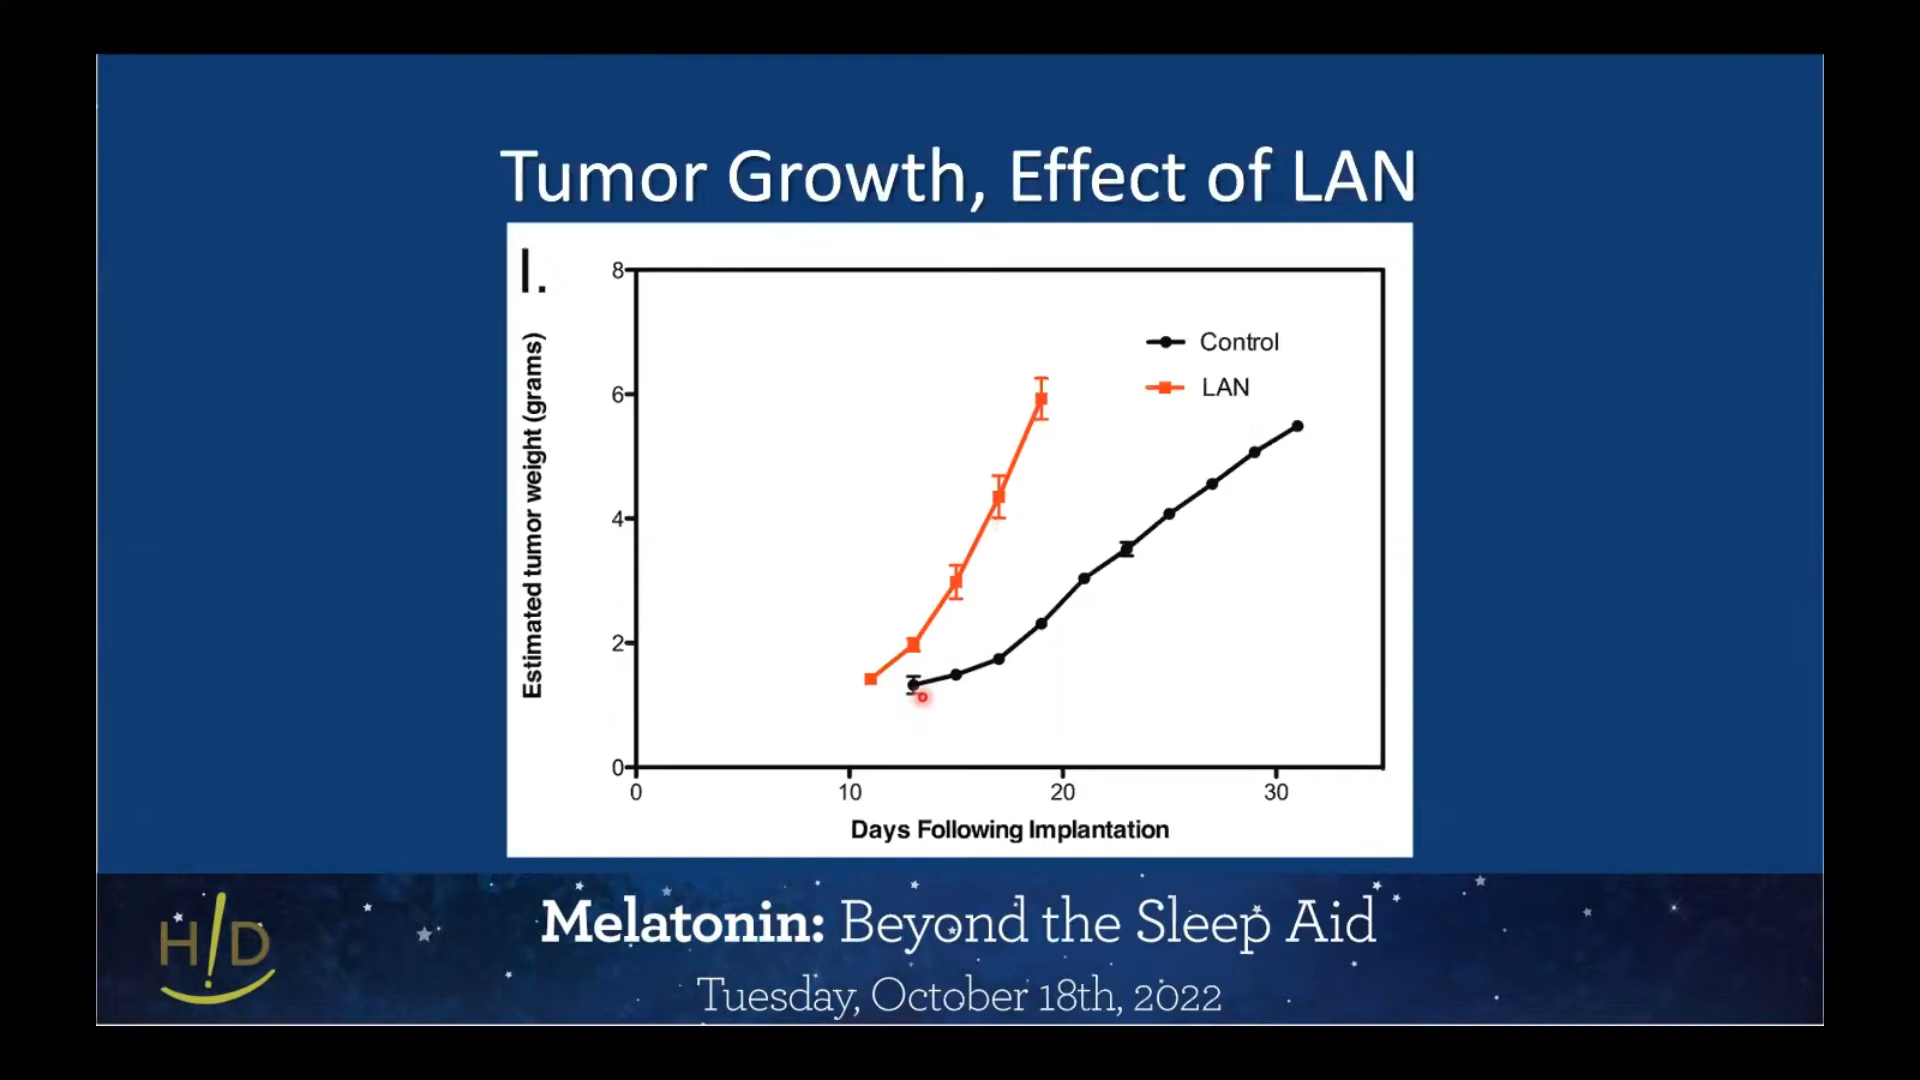 Tumor Growth, Effect of LAN
I.
Estimated tumor weight (grams)
8
6
4
2
0
Control
LAN
0 10 20 30
Days Following Implantation
H!D
Melatonin: Beyond the Sleep Aid
Tuesday, October 18th, 2022